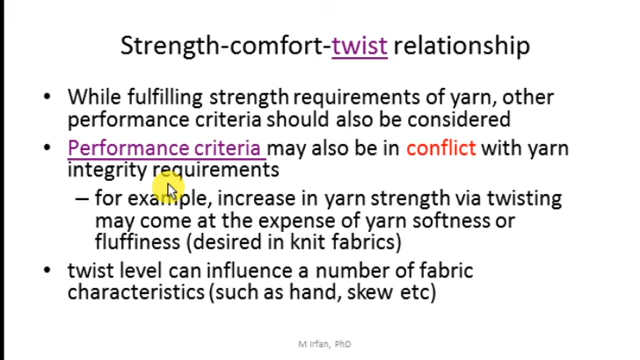 Strength-comfort-twist relationship
• While fulfilling strength requirements of yarn, other
performance criteria should also be considered
• Performance criteria may also be in conflict with yarn
integrity requirements
– for example, increase in yarn strength via twisting
may come at the expense of yarn softness or
fluffiness (desired in knit fabrics)
• twist level can influence a number of fabric
characteristics (such as hand, skew etc)
M Irfan, PhD